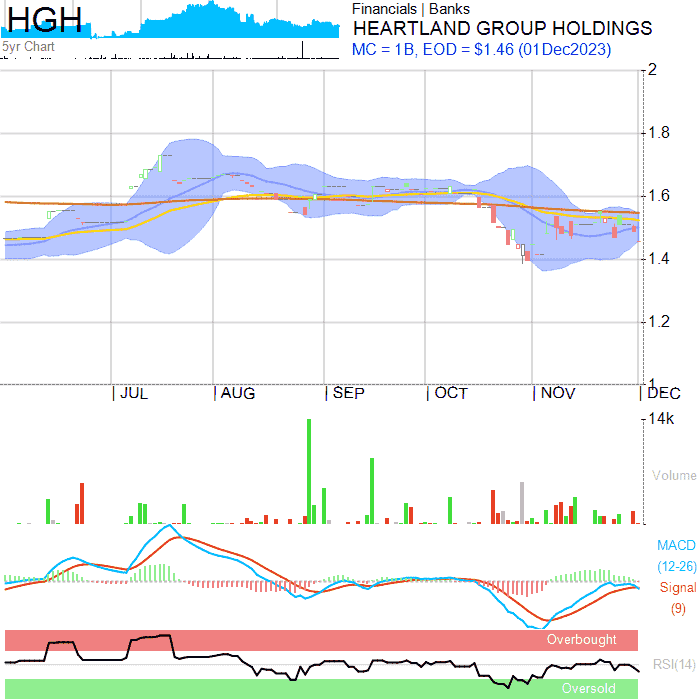 HGH
Financials | Banks
HEARTLAND GROUP HOLDINGS
MC = 1B, EOD = $1.46 (01Dec2023)
5yr Chart
2
1.8
1.6
1.4
1.2
1
JUL AUG SEP OCT NOV DEC
14k
Volume
MACD
(12-26)
Signal
(9)
Overbought
RSI(14)
Oversold